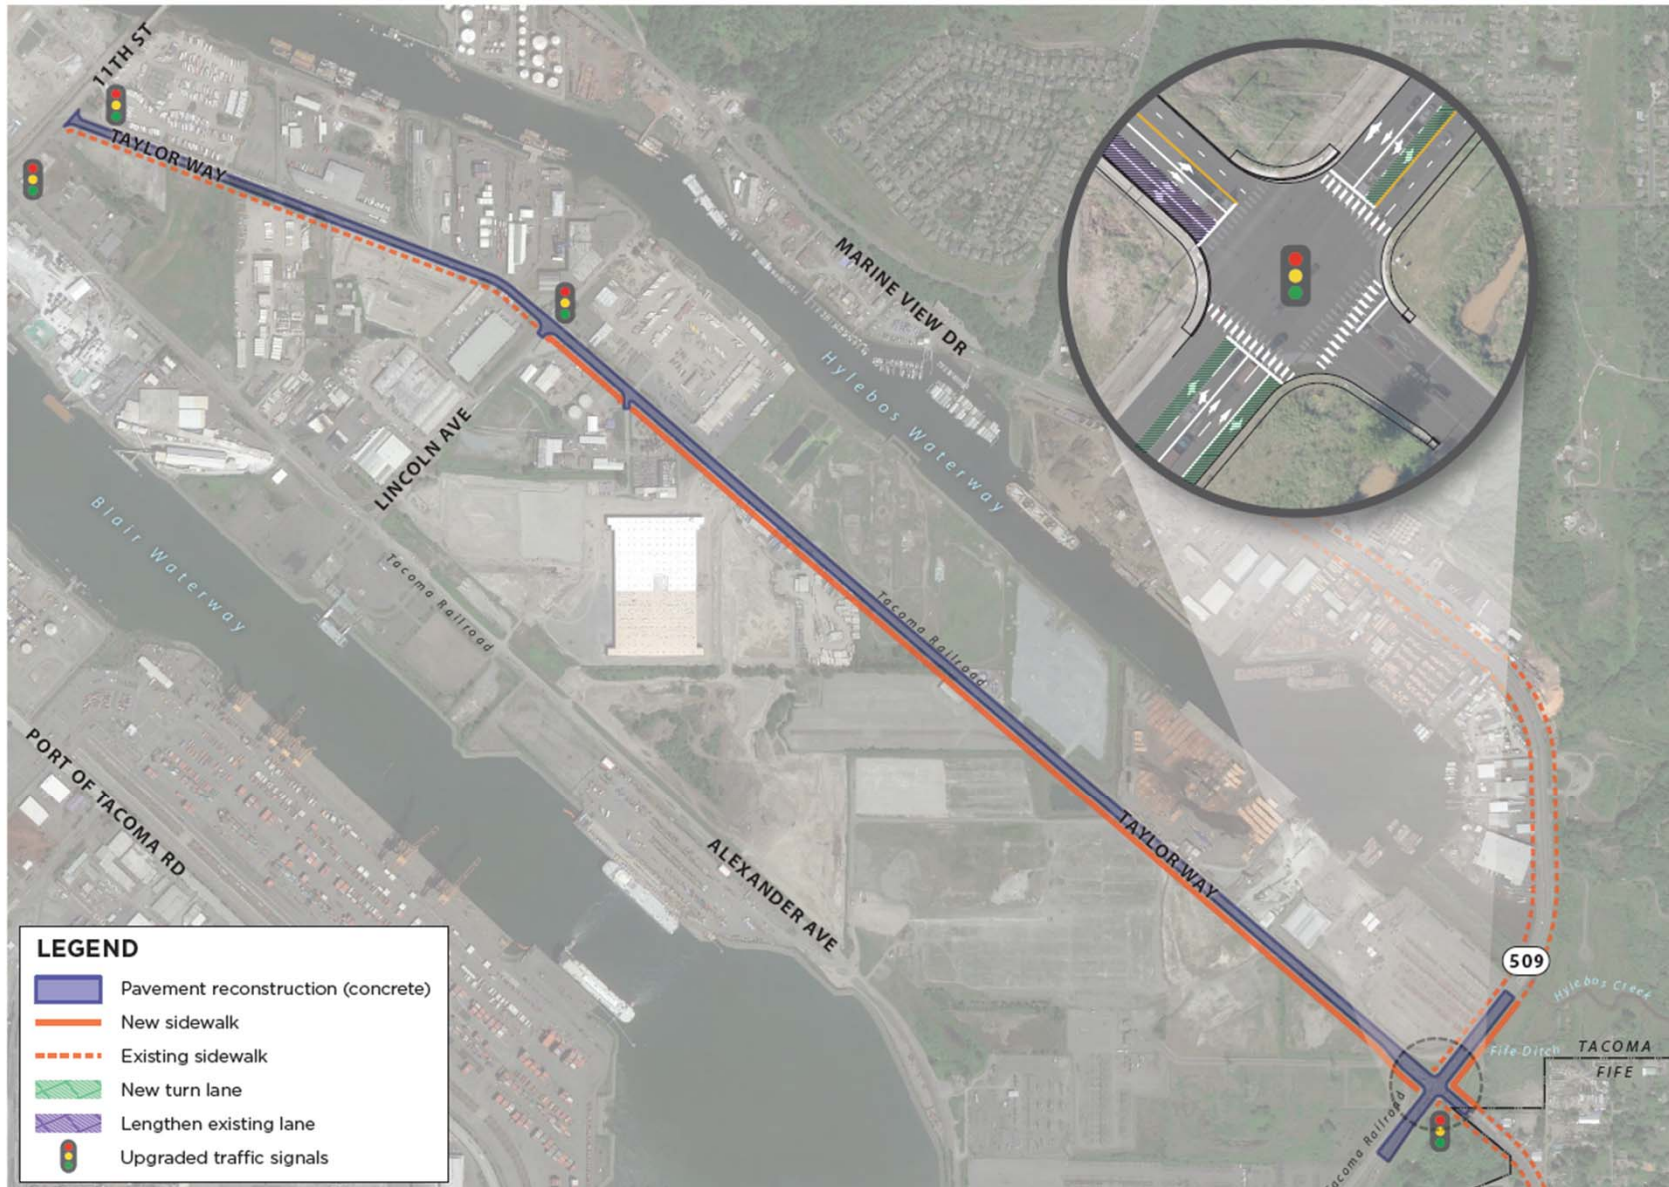 11TH ST
TAYLOR WAY
MARINE VIEW DR
Hylebos Waterway
LINCOLN AVE
Blair Waterway
Tacoma Railroad
Tacoma Railroad
PORT OF TACOMA RD
ALEXANDER AVE
TAYLOR WAY
509
Hylebos Creek
Fife Ditch
TACOMA
FIFE
Tacoma Railroad
LEGEND
Pavement reconstruction (concrete)
New sidewalk
Existing sidewalk
New turn lane
Lengthen existing lane
Upgraded traffic signals